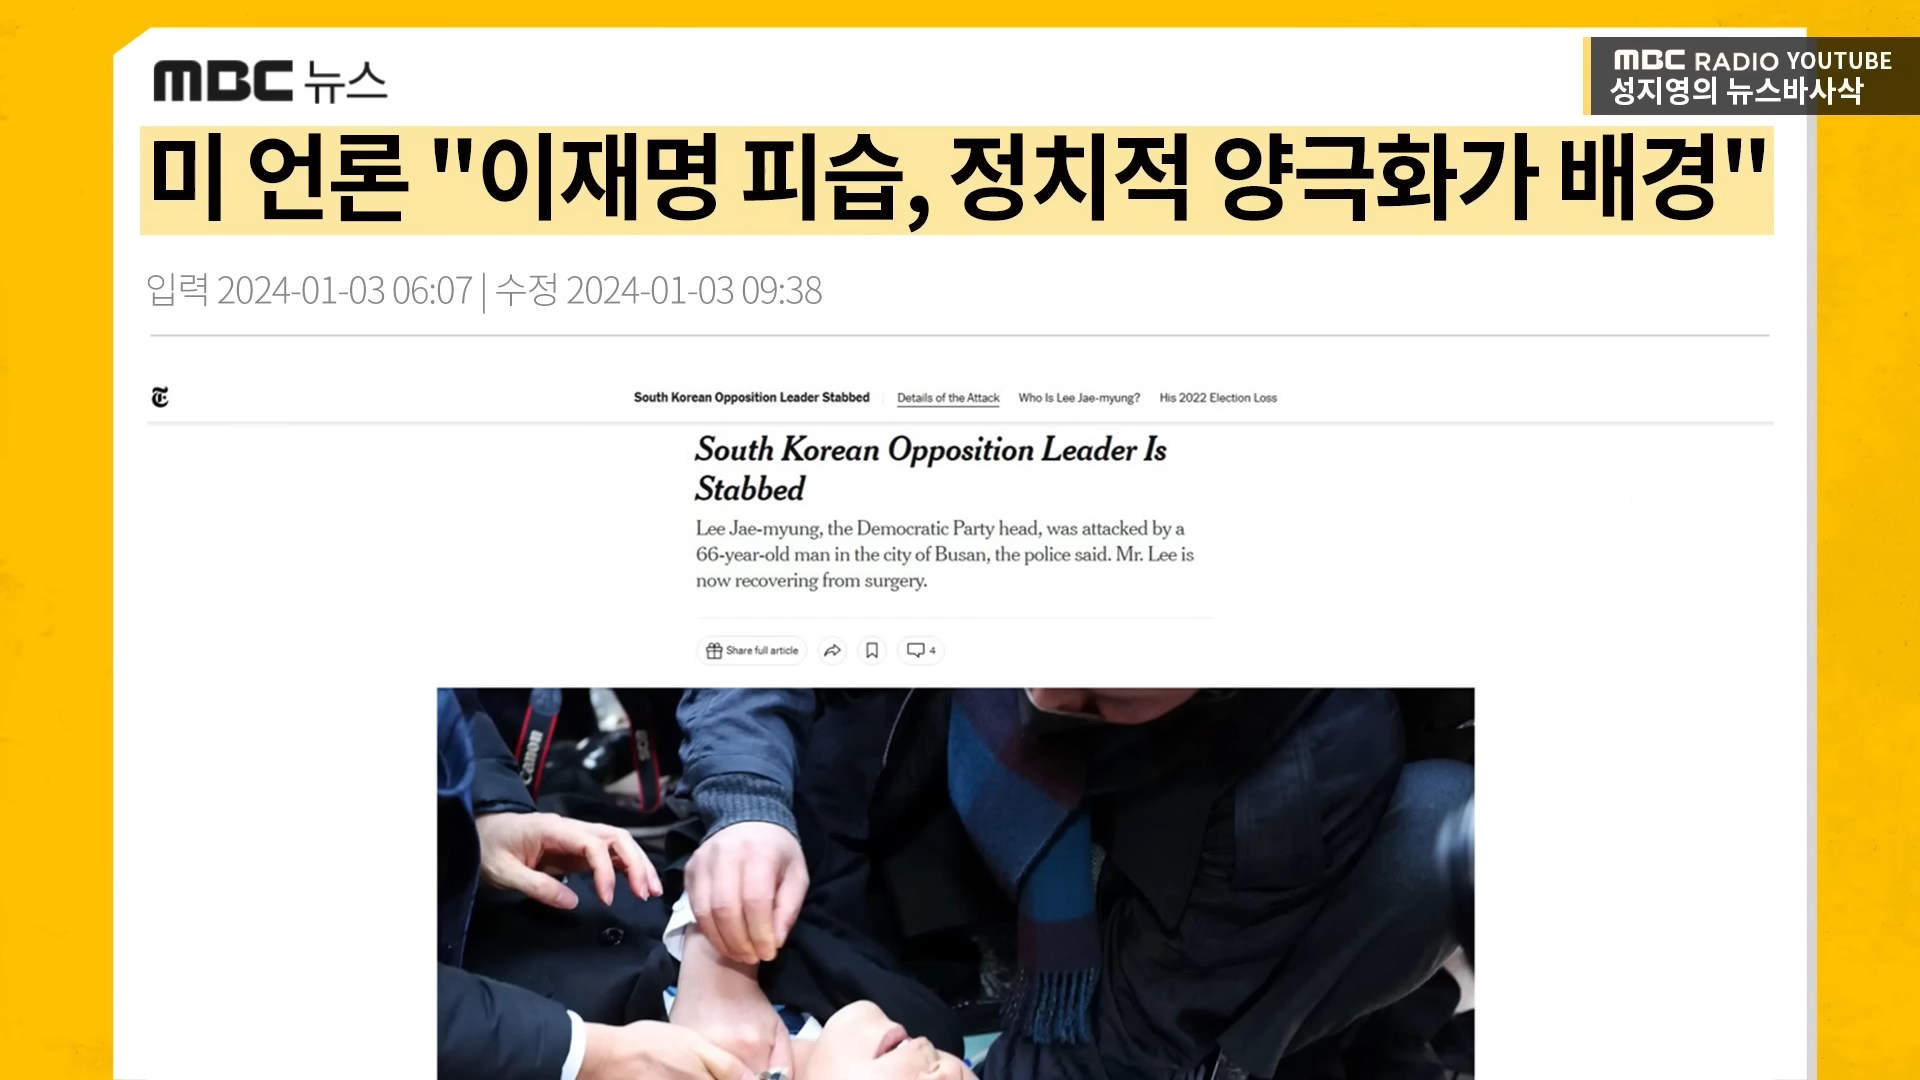 MBC 뉴스
MBC RADIO YOUTUBE
성지영의 뉴스바사삭
미 언론 "이재명 피습, 정치적 양극화가 배경"
입력 2024-01-03 06:07 | 수정 2024-01-03 09:38
T South Korean Opposition Leader Stabbed Details of the Attack Who Is Lee Jae-myung? His 2022 Election Loss
South Korean Opposition Leader Is
Stabbed
Lee Jae-myung, the Democratic Party head, was attacked by a
66-year-old man in the city of Busan, the police said. Mr. Lee is
now recovering from surgery.
Share full article 4
Canon